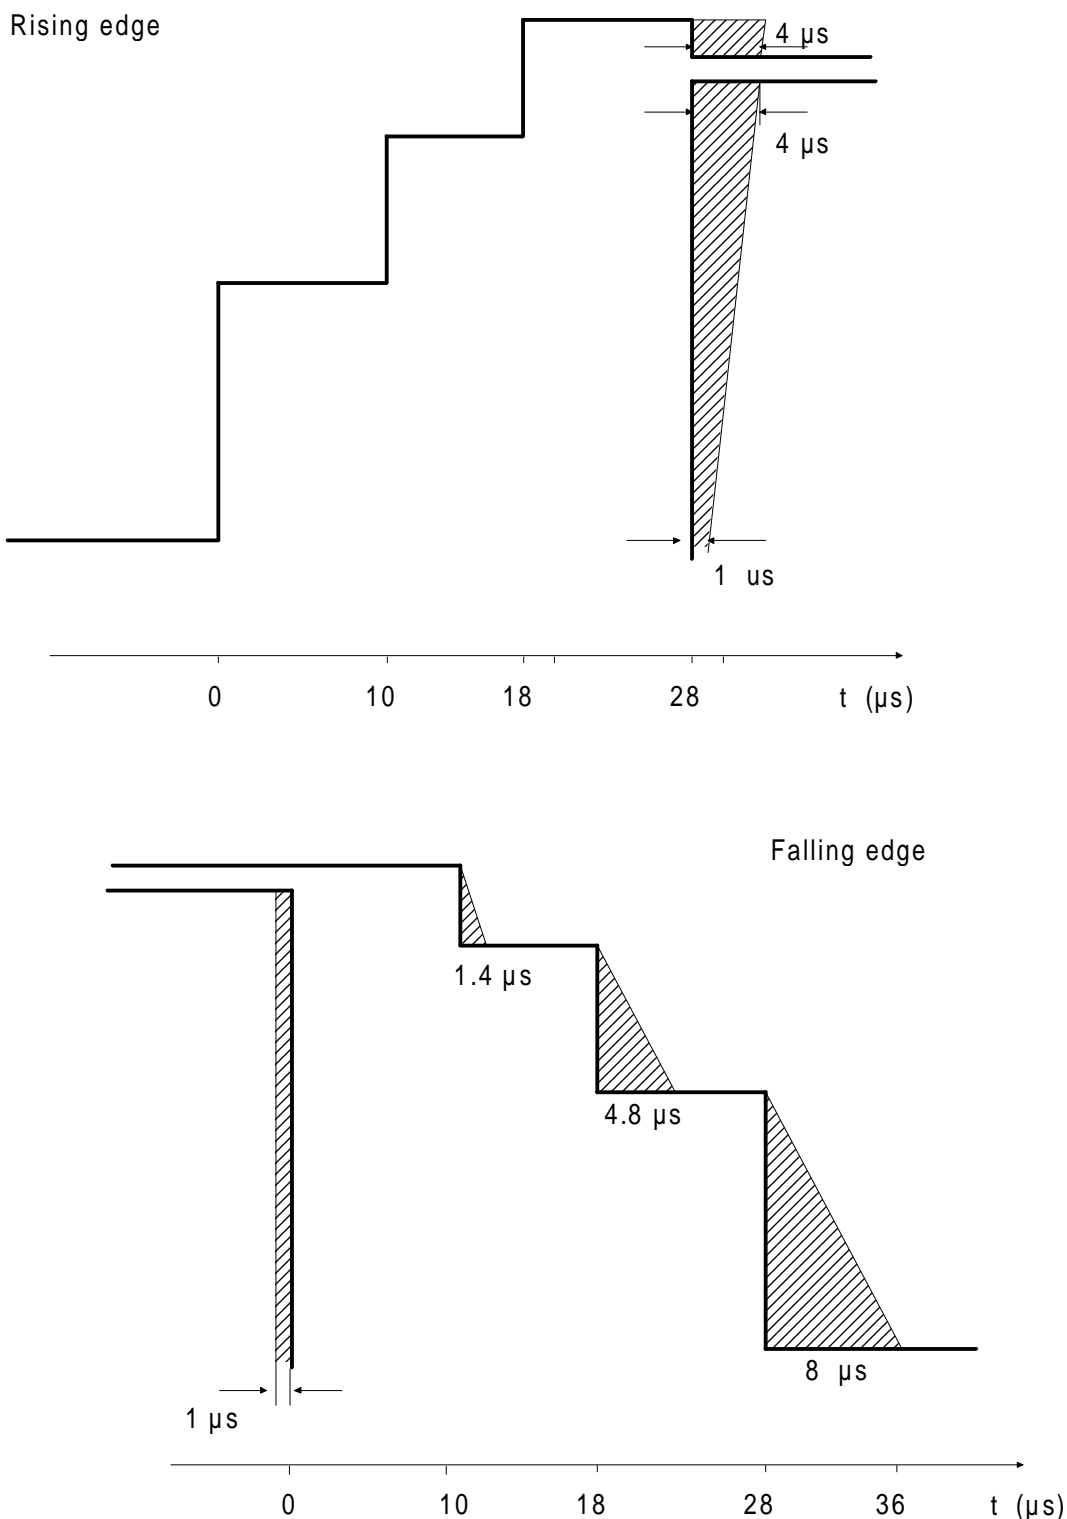 Rising edge
4 µs
4 µs
1 us
0 10 18 28 t (µs)
Falling edge
1.4 µs
4.8 µs
8 µs
1 µs
0 10 18 28 36 t (µs)